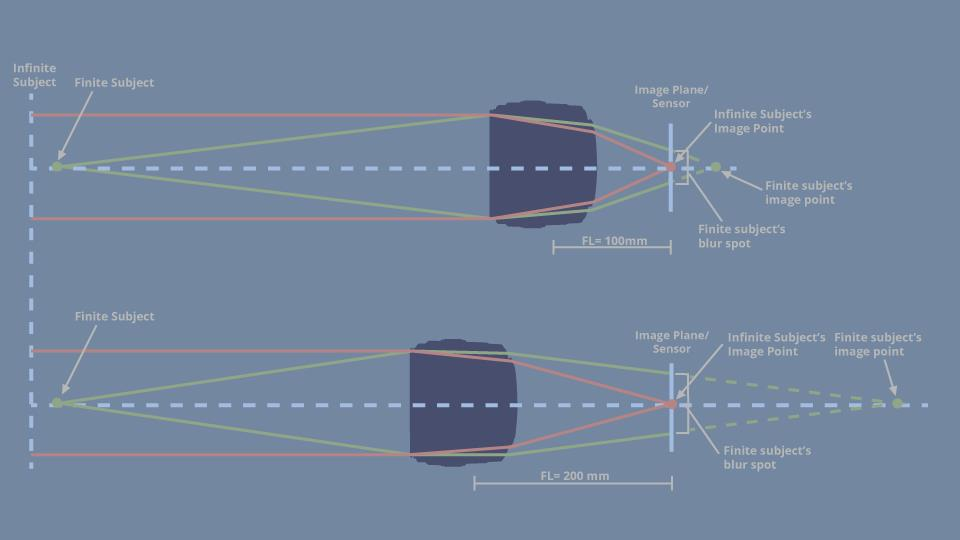 Infinite
Subject
Finite Subject
Image Plane/
Sensor
Infinite Subject's
Image Point
Finite subject's
image point
Finite subject's
blur spot
FL= 100mm
Finite Subject
Image Plane/
Sensor
Infinite Subject's
Image Point
Finite subject's
image point
Finite subject's
blur spot
FL= 200 mm